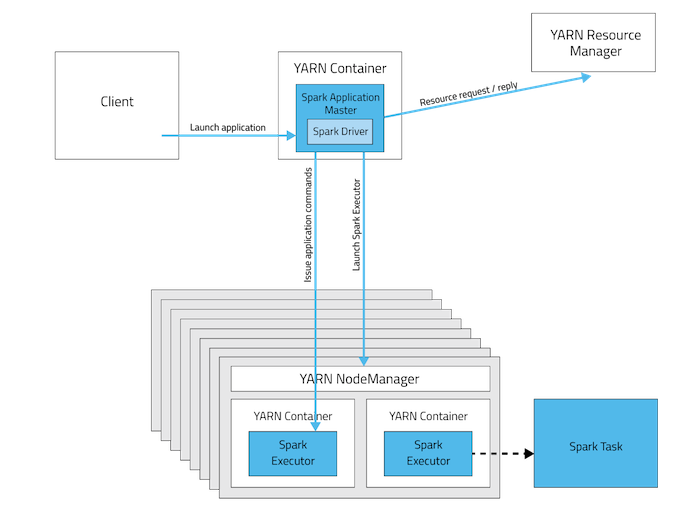 YARN Resource
Manager
Client
YARN Container
Spark Application
Master
Spark Driver
Launch application
Resource request / reply
Issue application commands
Launch Spark Executor
YARN NodeManager
YARN Container
Spark
Executor
YARN Container
Spark
Executor
Spark Task